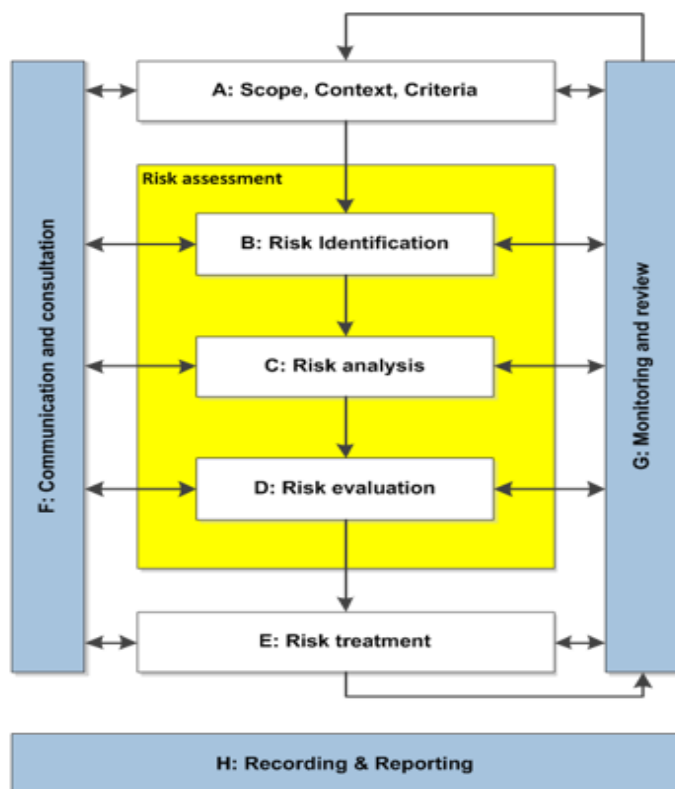 A: Scope, Context, Criteria
Risk assessment
B: Risk Identification
C: Risk analysis
D: Risk evaluation
E: Risk treatment
F: Communication and consultation
G: Monitoring and review
H: Recording & Reporting